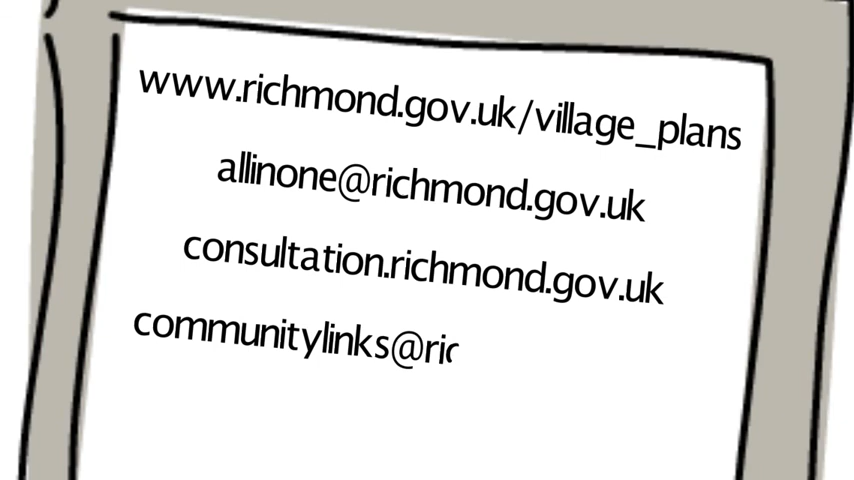 www.richmond.gov.uk/village_plans
allinone@richmond.gov.uk
consultation.richmond.gov.uk
communitylinks@ric